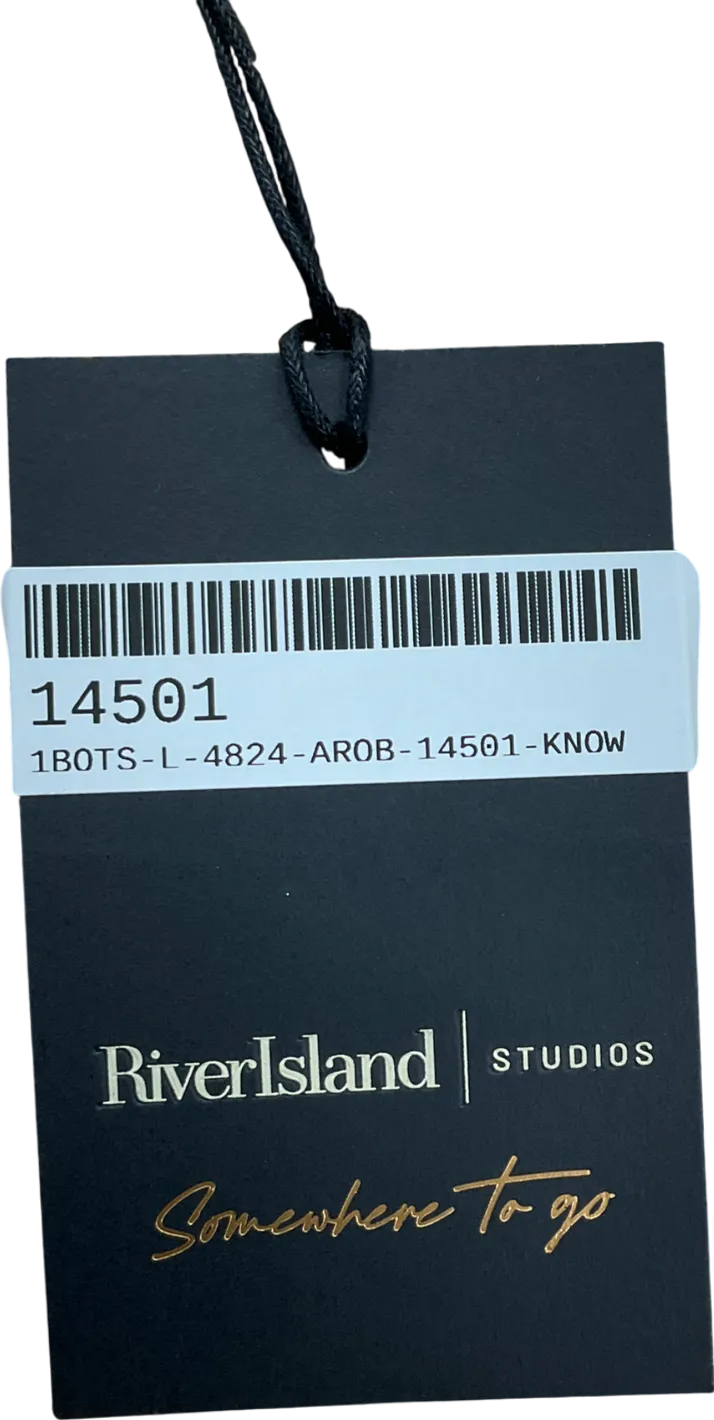 14501
1BOTS-L-4824-AROB-14501-KNOW
RiverIsland | STUDIOS
Somewhere to go